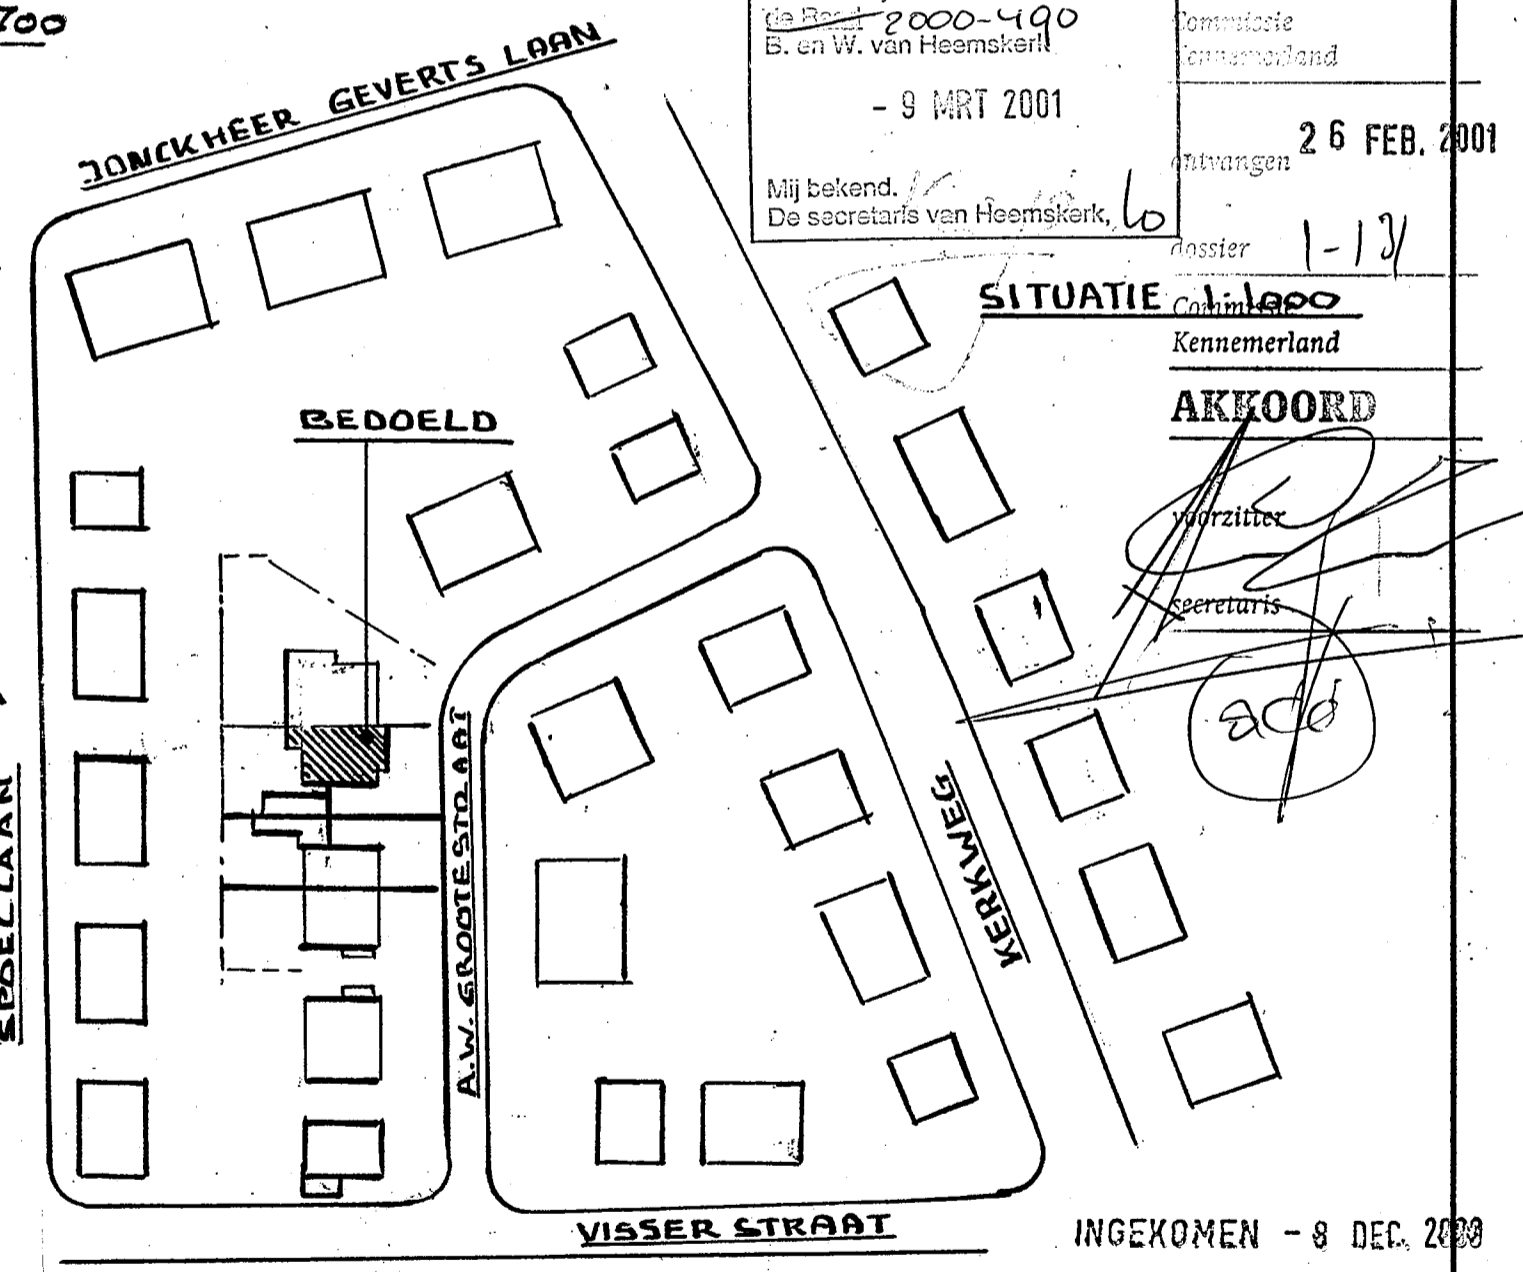 700
JONCKHEER GEVERTS LAAN
de Raad 2000-490
B. en W. van Heemskerk
- 9 MRT 2001
Mij bekend.
De secretaris van Heemskerk,
Commissie
Kennemerland
26 FEB. 2001
ontvangen
dossier 1-131
SITUATIE 1:1000
Commissie
Kennemerland
AKKOORD
voorzitter
secretaris
BEDOELD
SPOELLAAN
A.W. GROOTESTRAAT
KERKWEG
VISSER STRAAT
INGEKOMEN - 8 DEC. 2000